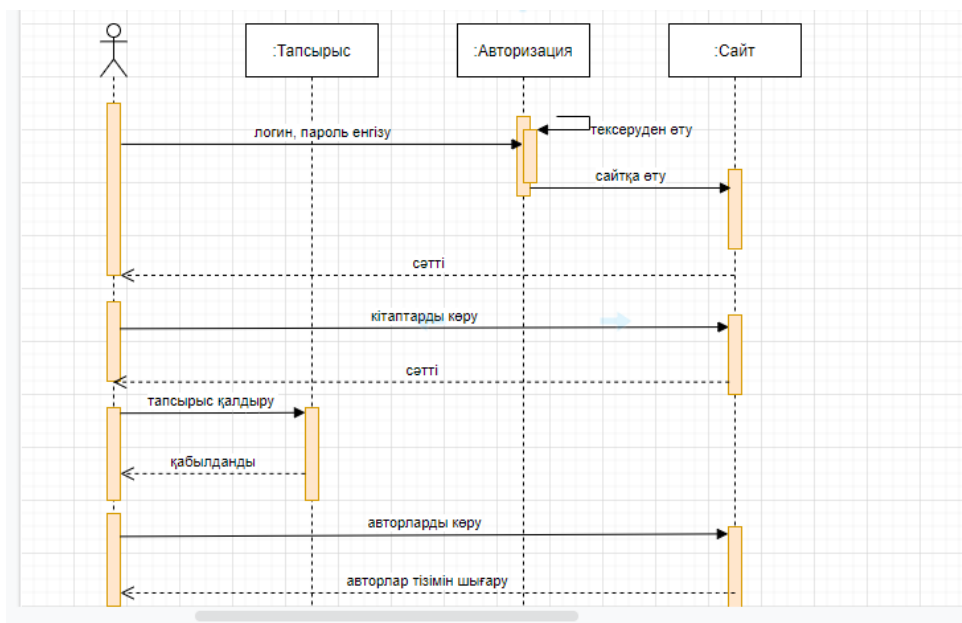 :Тапсырыс
:Авторизация
:Сайт
логин, пароль енгізу
тексеруден өту
сайтқа өту
сәтті
кітаптарды көру
сәтті
тапсырыс қалдыру
қабылданды
авторларды көру
авторлар тізімін шығару